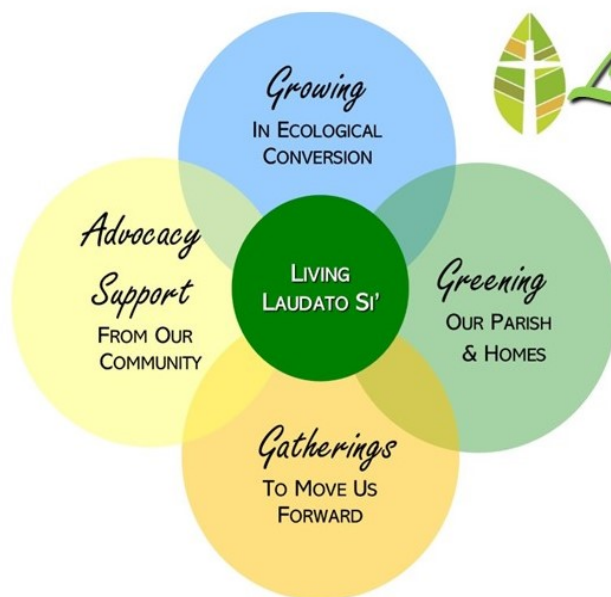 Growing
IN ECOLOGICAL
CONVERSION
Advocacy
Support
FROM OUR
COMMUNITY
LIVING
LAUDATO SI'
Greening
OUR PARISH
& HOMES
Gatherings
TO MOVE US
FORWARD